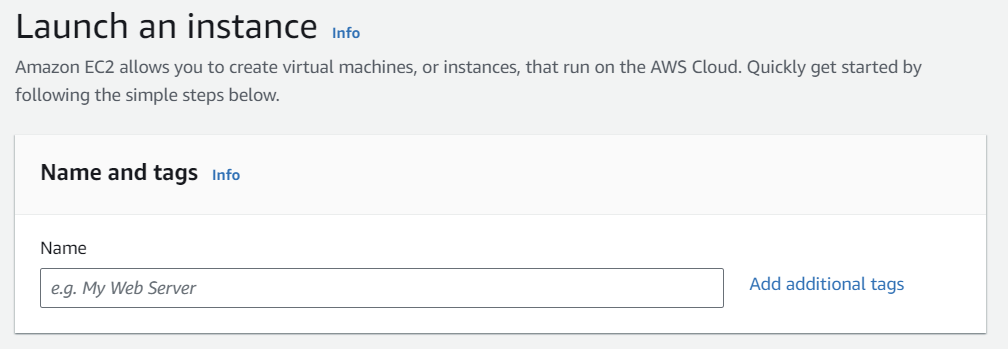 Launch an instance Info
Amazon EC2 allows you to create virtual machines, or instances, that run on the AWS Cloud. Quickly get started by
following the simple steps below.
Name and tags Info
Name
e.g. My Web Server
Add additional tags